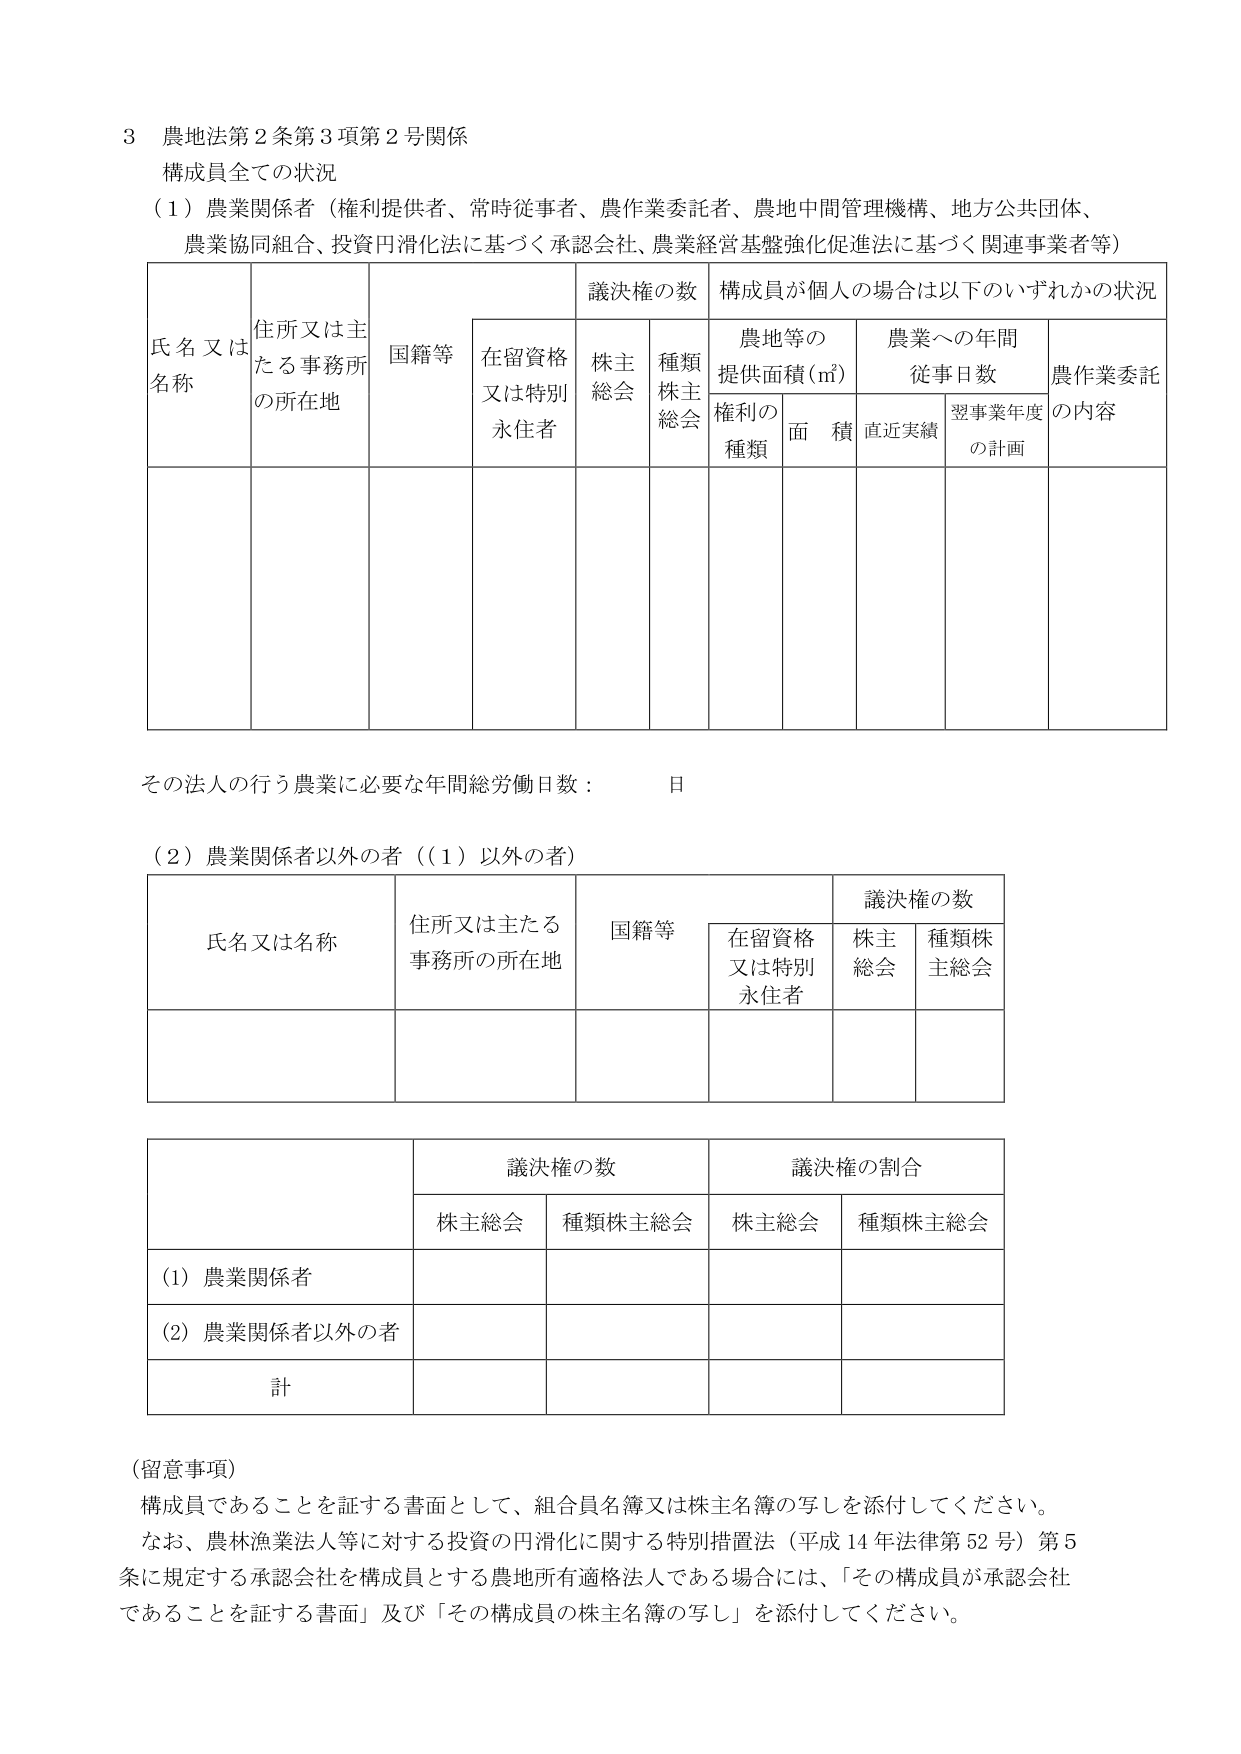 ３　農地法第２条第３項第２号関係
構成員全ての状況
（１）農業関係者（権利提供者、常時従事者、農作業委託者、農地中間管理機構、地方公共団体、
農業協同組合、投資円滑化法に基づく承認会社、農業経営基盤強化促進法に基づく関連事業者等）
氏名又は
名称
住所又は主
たる事務所
の所在地
国籍等
在留資格
又は特別
永住者
議決権の数
株主
総会
種類
株主
総会
構成員が個人の場合は以下のいずれかの状況
農地等の
提供面積(㎡)
権利の
種類
面　積
農業への年間
従事日数
直近実績
翌事業年度
の計画
農作業委託
の内容
その法人の行う農業に必要な年間総労働日数：　　　日
（２）農業関係者以外の者（(１）以外の者）
氏名又は名称
住所又は主たる
事務所の所在地
国籍等
在留資格
又は特別
永住者
議決権の数
株主
総会
種類株
主総会
議決権の数
議決権の割合
株主総会
種類株主総会
株主総会
種類株主総会
(1）農業関係者
(2）農業関係者以外の者
計
（留意事項）
構成員であることを証する書面として、組合員名簿又は株主名簿の写しを添付してください。
なお、農林漁業法人等に対する投資の円滑化に関する特別措置法（平成 14 年法律第 52 号）第５
条に規定する承認会社を構成員とする農地所有適格法人である場合には、「その構成員が承認会社
であることを証する書面」及び「その構成員の株主名簿の写し」を添付してください。